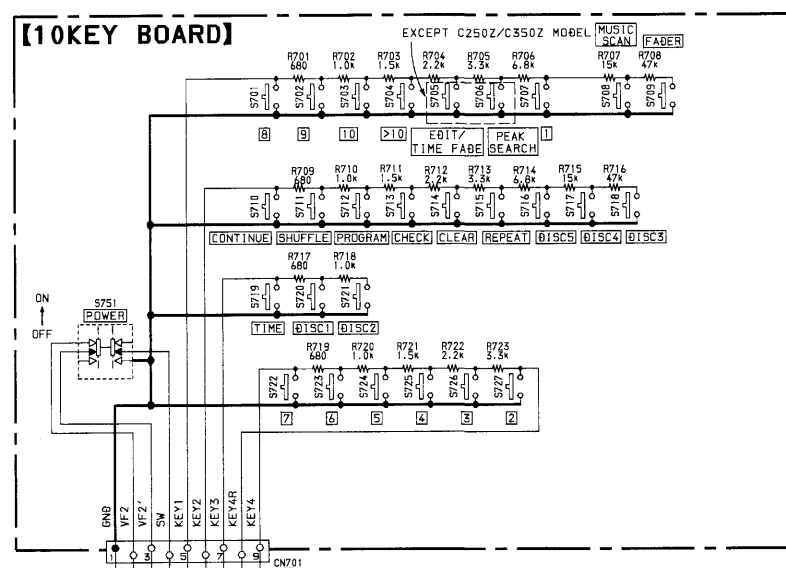 【10KEY BOARD】
EXCEPT C250Z/C350Z MODEL
MUSIC SCAN
FADER
R701 680
R702 1.0k
R703 1.5k
R704 2.2k
R705 3.3k
R706 6.8k
R707 15k
R708 47k
S701 S702 S703 S704 S705 S706 S707 S708 S709
8 9 10 >10 EDIT/TIME FADE PEAK SEARCH 1
R709 680
R710 1.0k
R711 1.5k
R712 2.2k
R713 3.3k
R714 6.8k
R715 15k
R716 47k
S710 S711 S712 S713 S714 S715 S716 S717 S718
CONTINUE SHUFFLE PROGRAM CHECK CLEAR REPEAT DISC5 DISC4 DISC3
R717 680
R718 1.0k
S719 S720 S721
TIME DISC1 DISC2
ON
OFF
S751
POWER
R719 680
R720 1.0k
R721 1.5k
R722 2.2k
R723 3.3k
S722 S723 S724 S725 S726 S727
7 6 5 4 3 2
GND VF2 VF2' SW KEY1 KEY2 KEY3 KEY4R KEY4
1 3 5 7 9
CN701